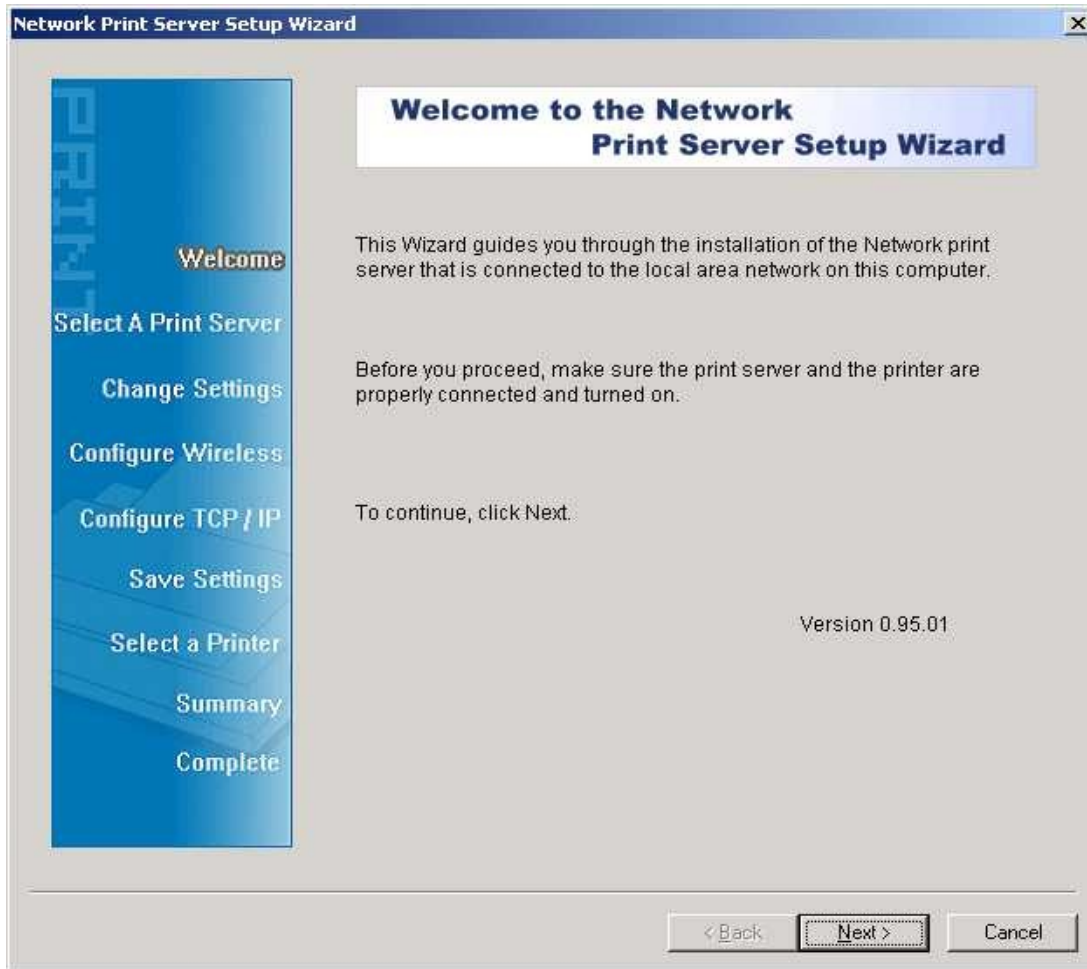 Network Print Server Setup Wizard
PRINT
Welcome
Select A Print Server
Change Settings
Configure Wireless
Configure TCP / IP
Save Settings
Select a Printer
Summary
Complete
Welcome to the Network
Print Server Setup Wizard
This Wizard guides you through the installation of the Network print
server that is connected to the local area network on this computer.
Before you proceed, make sure the print server and the printer are
properly connected and turned on.
To continue, click Next.
Version 0.95.01
< Back
Next >
Cancel